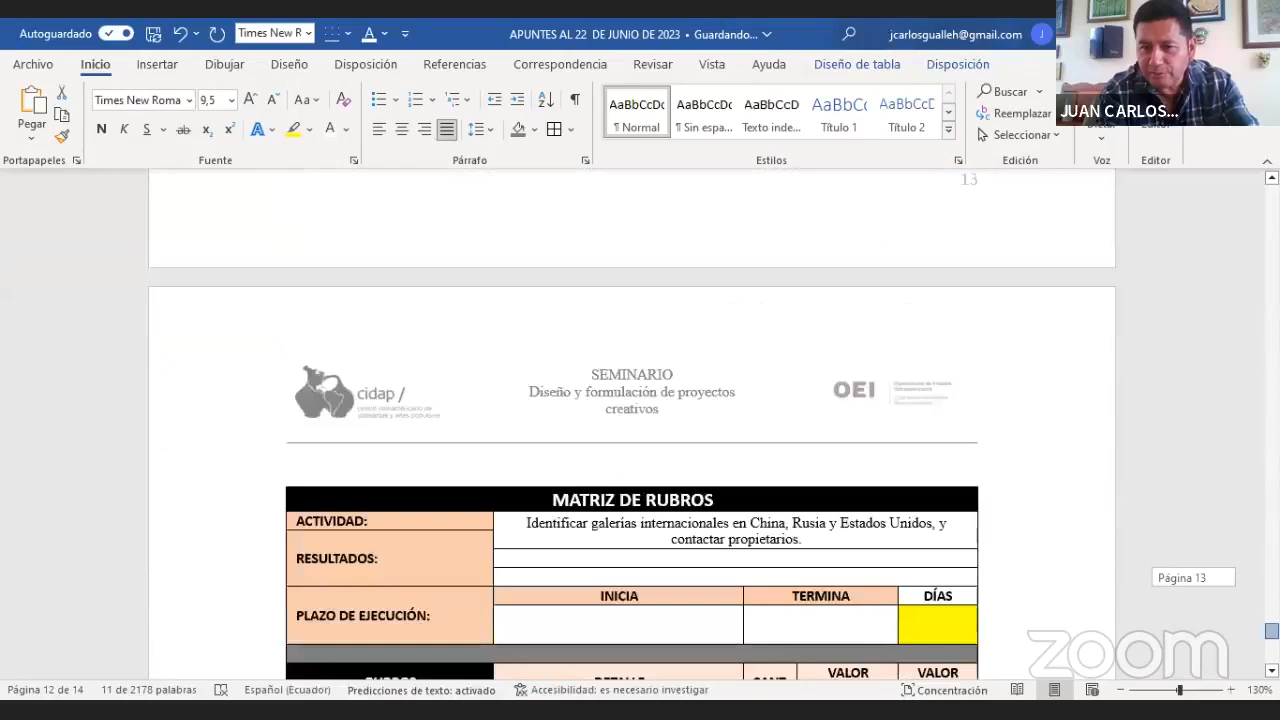 Autoguardado
Times New R
APUNTES AL 22 DE JUNIO DE 2023 • Guardando...
jcarlosgualleh@gmail.com
J
Archivo Inicio Insertar Dibujar Diseño Disposición Referencias Correspondencia Revisar Vista Ayuda Diseño de tabla Disposición
Pegar
Times New Roma 9,5
Aa
N K S ab x₂ x² A A
AaBbCcDc AaBbCcDc AaBbCcD AaBbCc AaBbCcD
¶ Normal ¶ Sin espa... Texto inde... Título 1 Título 2
Buscar
Reemplazar
Seleccionar
JUAN CARLOS...
Portapapeles Fuente Párrafo Estilos Edición Voz Editor
13
cidap /
SEMINARIO
Diseño y formulación de proyectos
creativos
OEI
MATRIZ DE RUBROS
ACTIVIDAD:
Identificar galerías internacionales en China, Rusia y Estados Unidos, y
contactar propietarios.
RESULTADOS:
PLAZO DE EJECUCIÓN:
INICIA TERMINA DÍAS
VALOR VALOR
Página 13
zoom
Página 12 de 14 11 de 2178 palabras Español (Ecuador) Predicciones de texto: activado Accesibilidad: es necesario investigar Concentración 130%